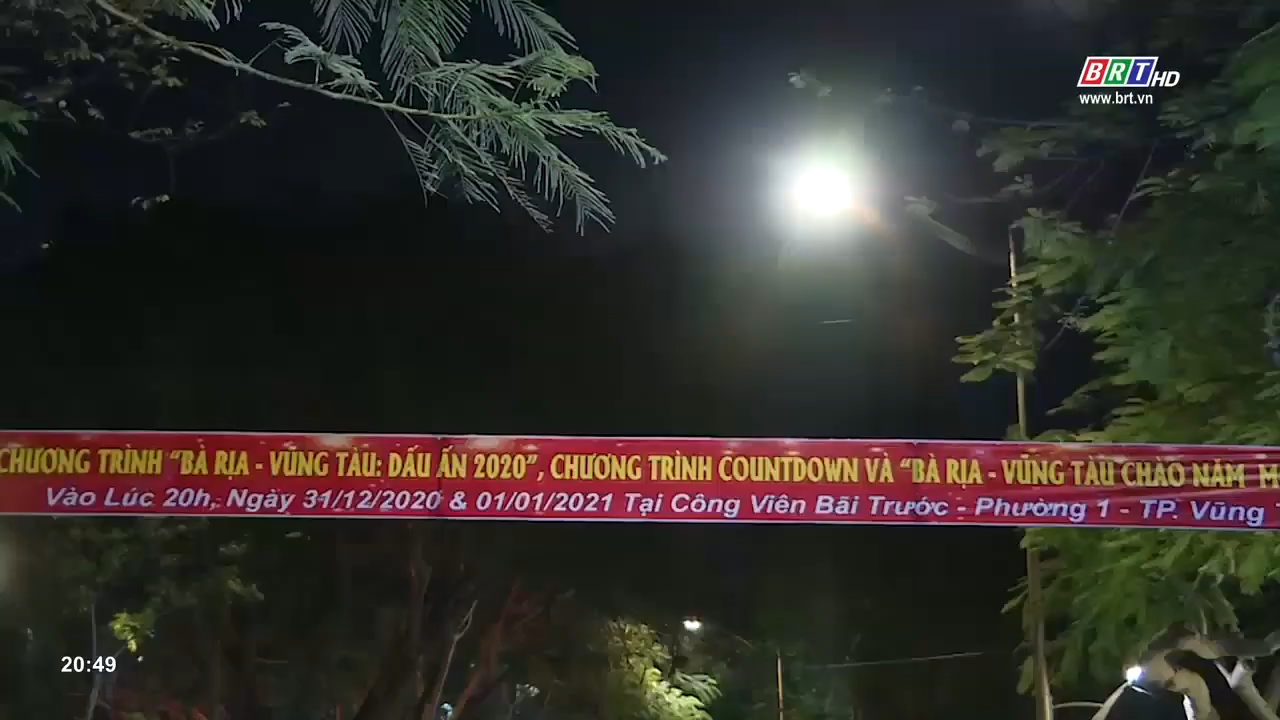 BRT HD
www.brt.vn
CHƯƠNG TRÌNH “BÀ RỊA - VŨNG TÀU: DẤU ẤN 2020”, CHƯƠNG TRÌNH COUNTDOWN VÀ “BÀ RỊA - VŨNG TÀU CHÀO NĂM
Vào Lúc 20h, Ngày 31/12/2020 & 01/01/2021 Tại Công Viên Bãi Trước - Phường 1 - TP. Vũng
20:49